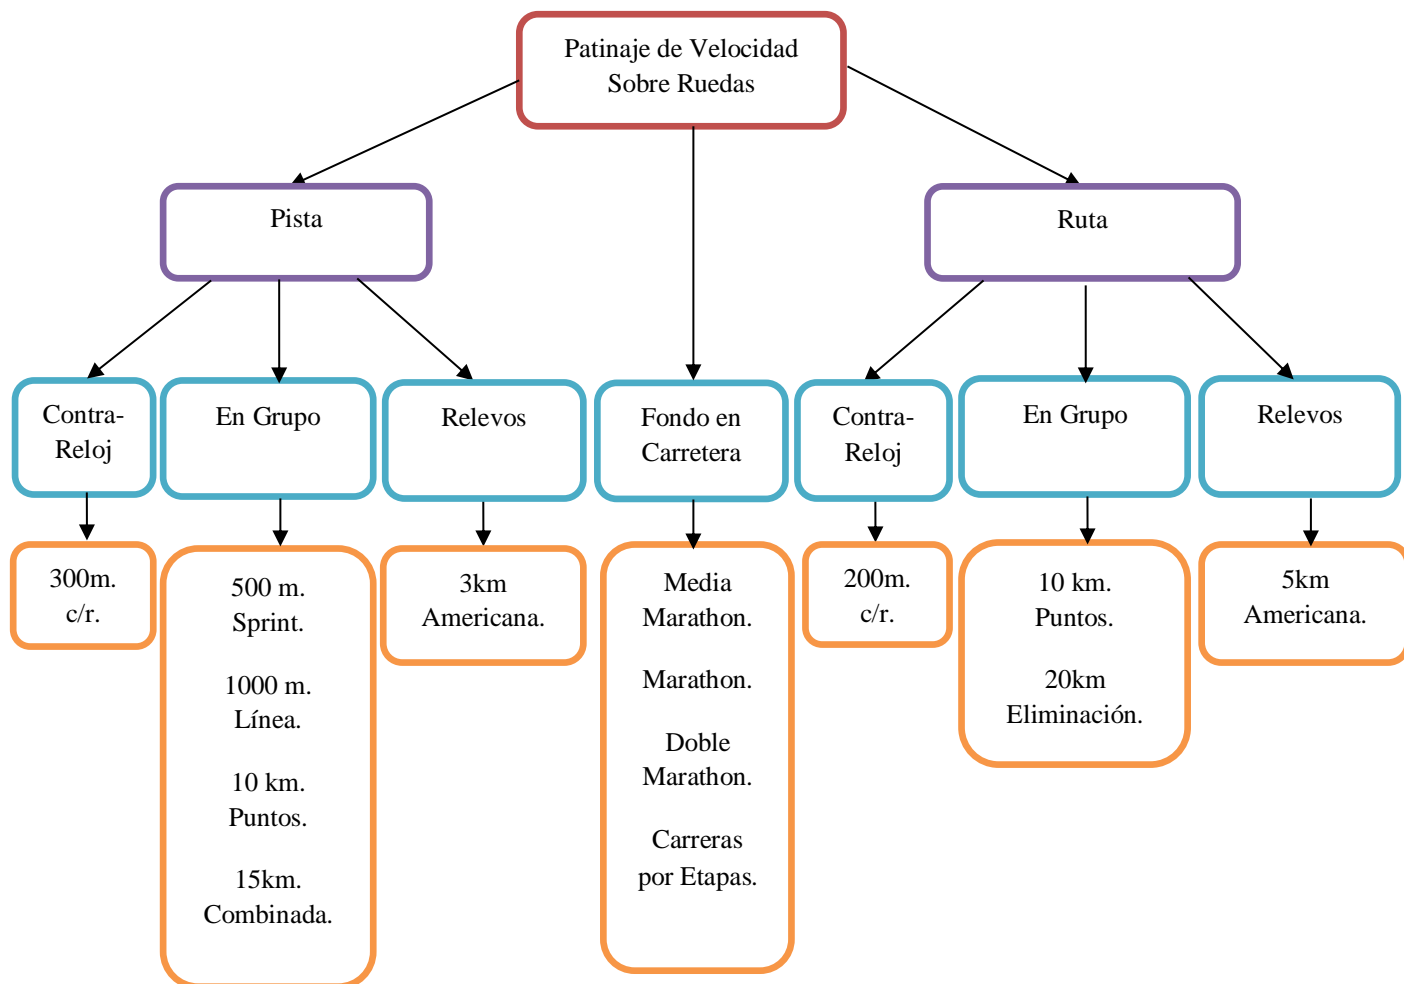 Patinaje de Velocidad
Sobre Ruedas
Pista
Ruta
Contra-
Reloj
En Grupo
Relevos
Fondo en
Carretera
Contra-
Reloj
En Grupo
Relevos
300m.
c/r.
500 m.
Sprint.
1000 m.
Línea.
10 km.
Puntos.
15km.
Combinada.
3km
Americana.
Media
Marathon.
Marathon.
Doble
Marathon.
Carreras
por Etapas.
200m.
c/r.
10 km.
Puntos.
20km
Eliminación.
5km
Americana.